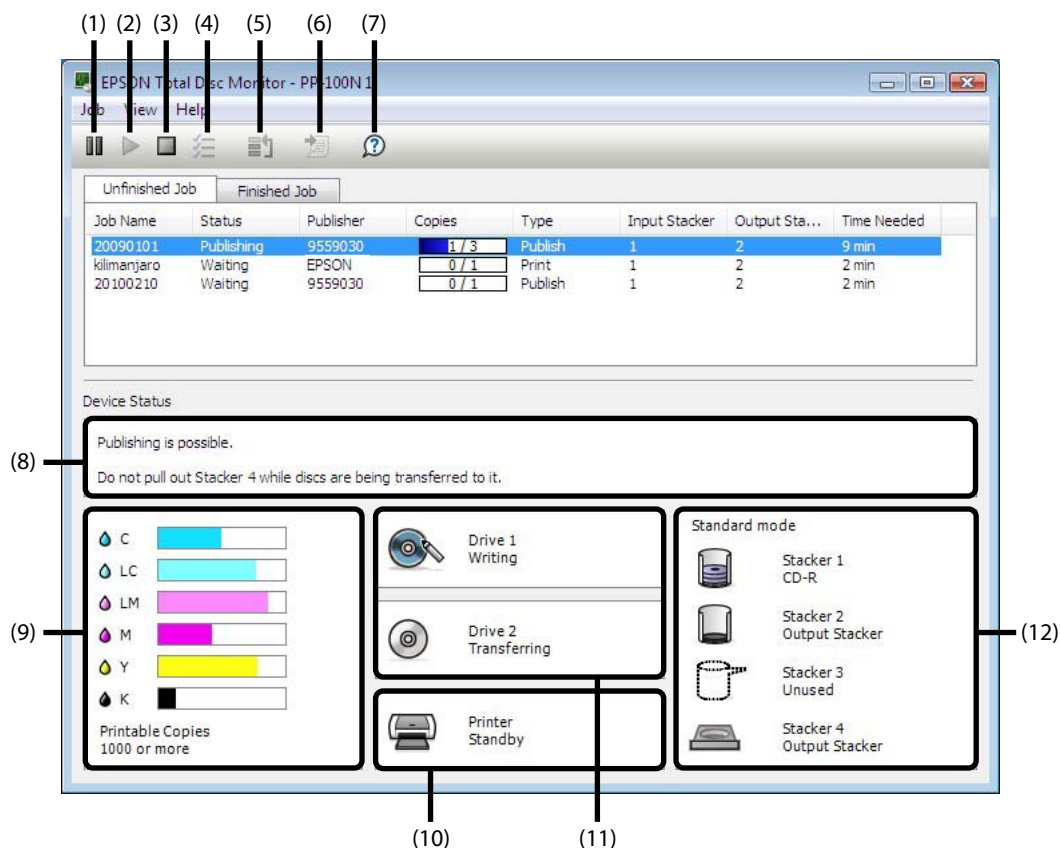 (1) (2) (3) (4) (5) (6) (7)
EPSON Total Disc Monitor - PP-100N 1
Job View Help
Unfinished Job Finished Job
Job Name Status Publisher Copies Type Input Stacker Output Sta... Time Needed
20090101 Publishing 9559030 1 / 3 Publish 1 2 9 min
kilimanjaro Waiting EPSON 0 / 1 Print 1 2 2 min
20100210 Waiting 9559030 0 / 1 Publish 1 2 2 min
Device Status
(8)
Publishing is possible.
Do not pull out Stacker 4 while discs are being transferred to it.
(9)
C
LC
LM
M
Y
K
Printable Copies
1000 or more
Drive 1
Writing
Drive 2
Transferring
Printer
Standby
Standard mode
Stacker 1
CD-R
Stacker 2
Output Stacker
Stacker 3
Unused
Stacker 4
Output Stacker
(12)
(10) (11)